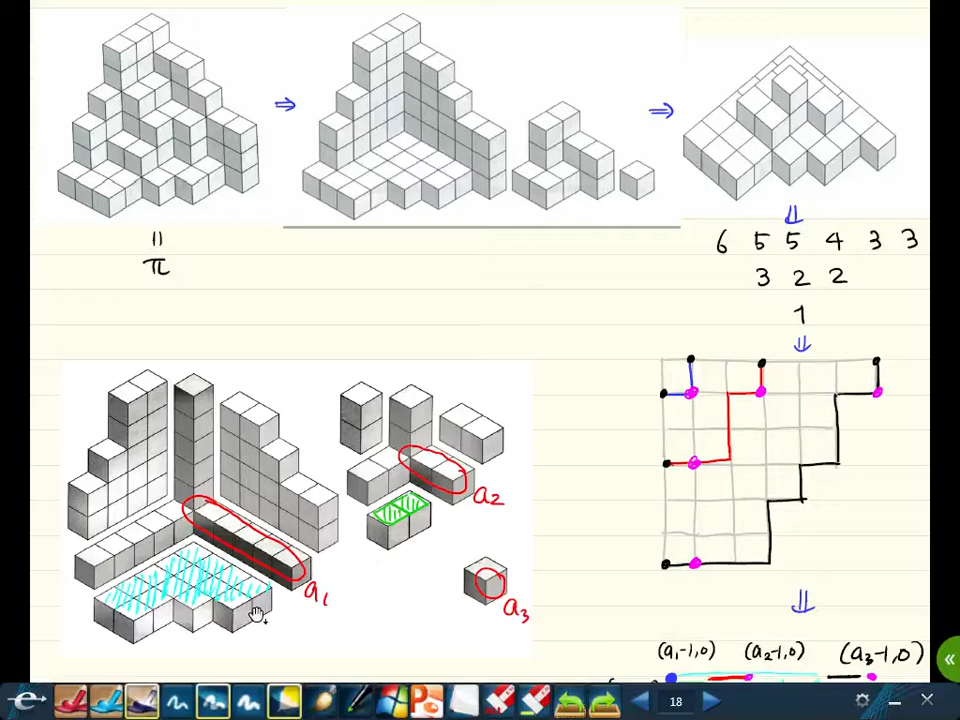 ⇒ ⇒
⇓
= π
6 5 5 4 3 3
3 2 2
1
⇓
a₂
a₁
a₃
⇓
(a₁-1,0) (a₂-1,0) (a₃-1,0)
«
18